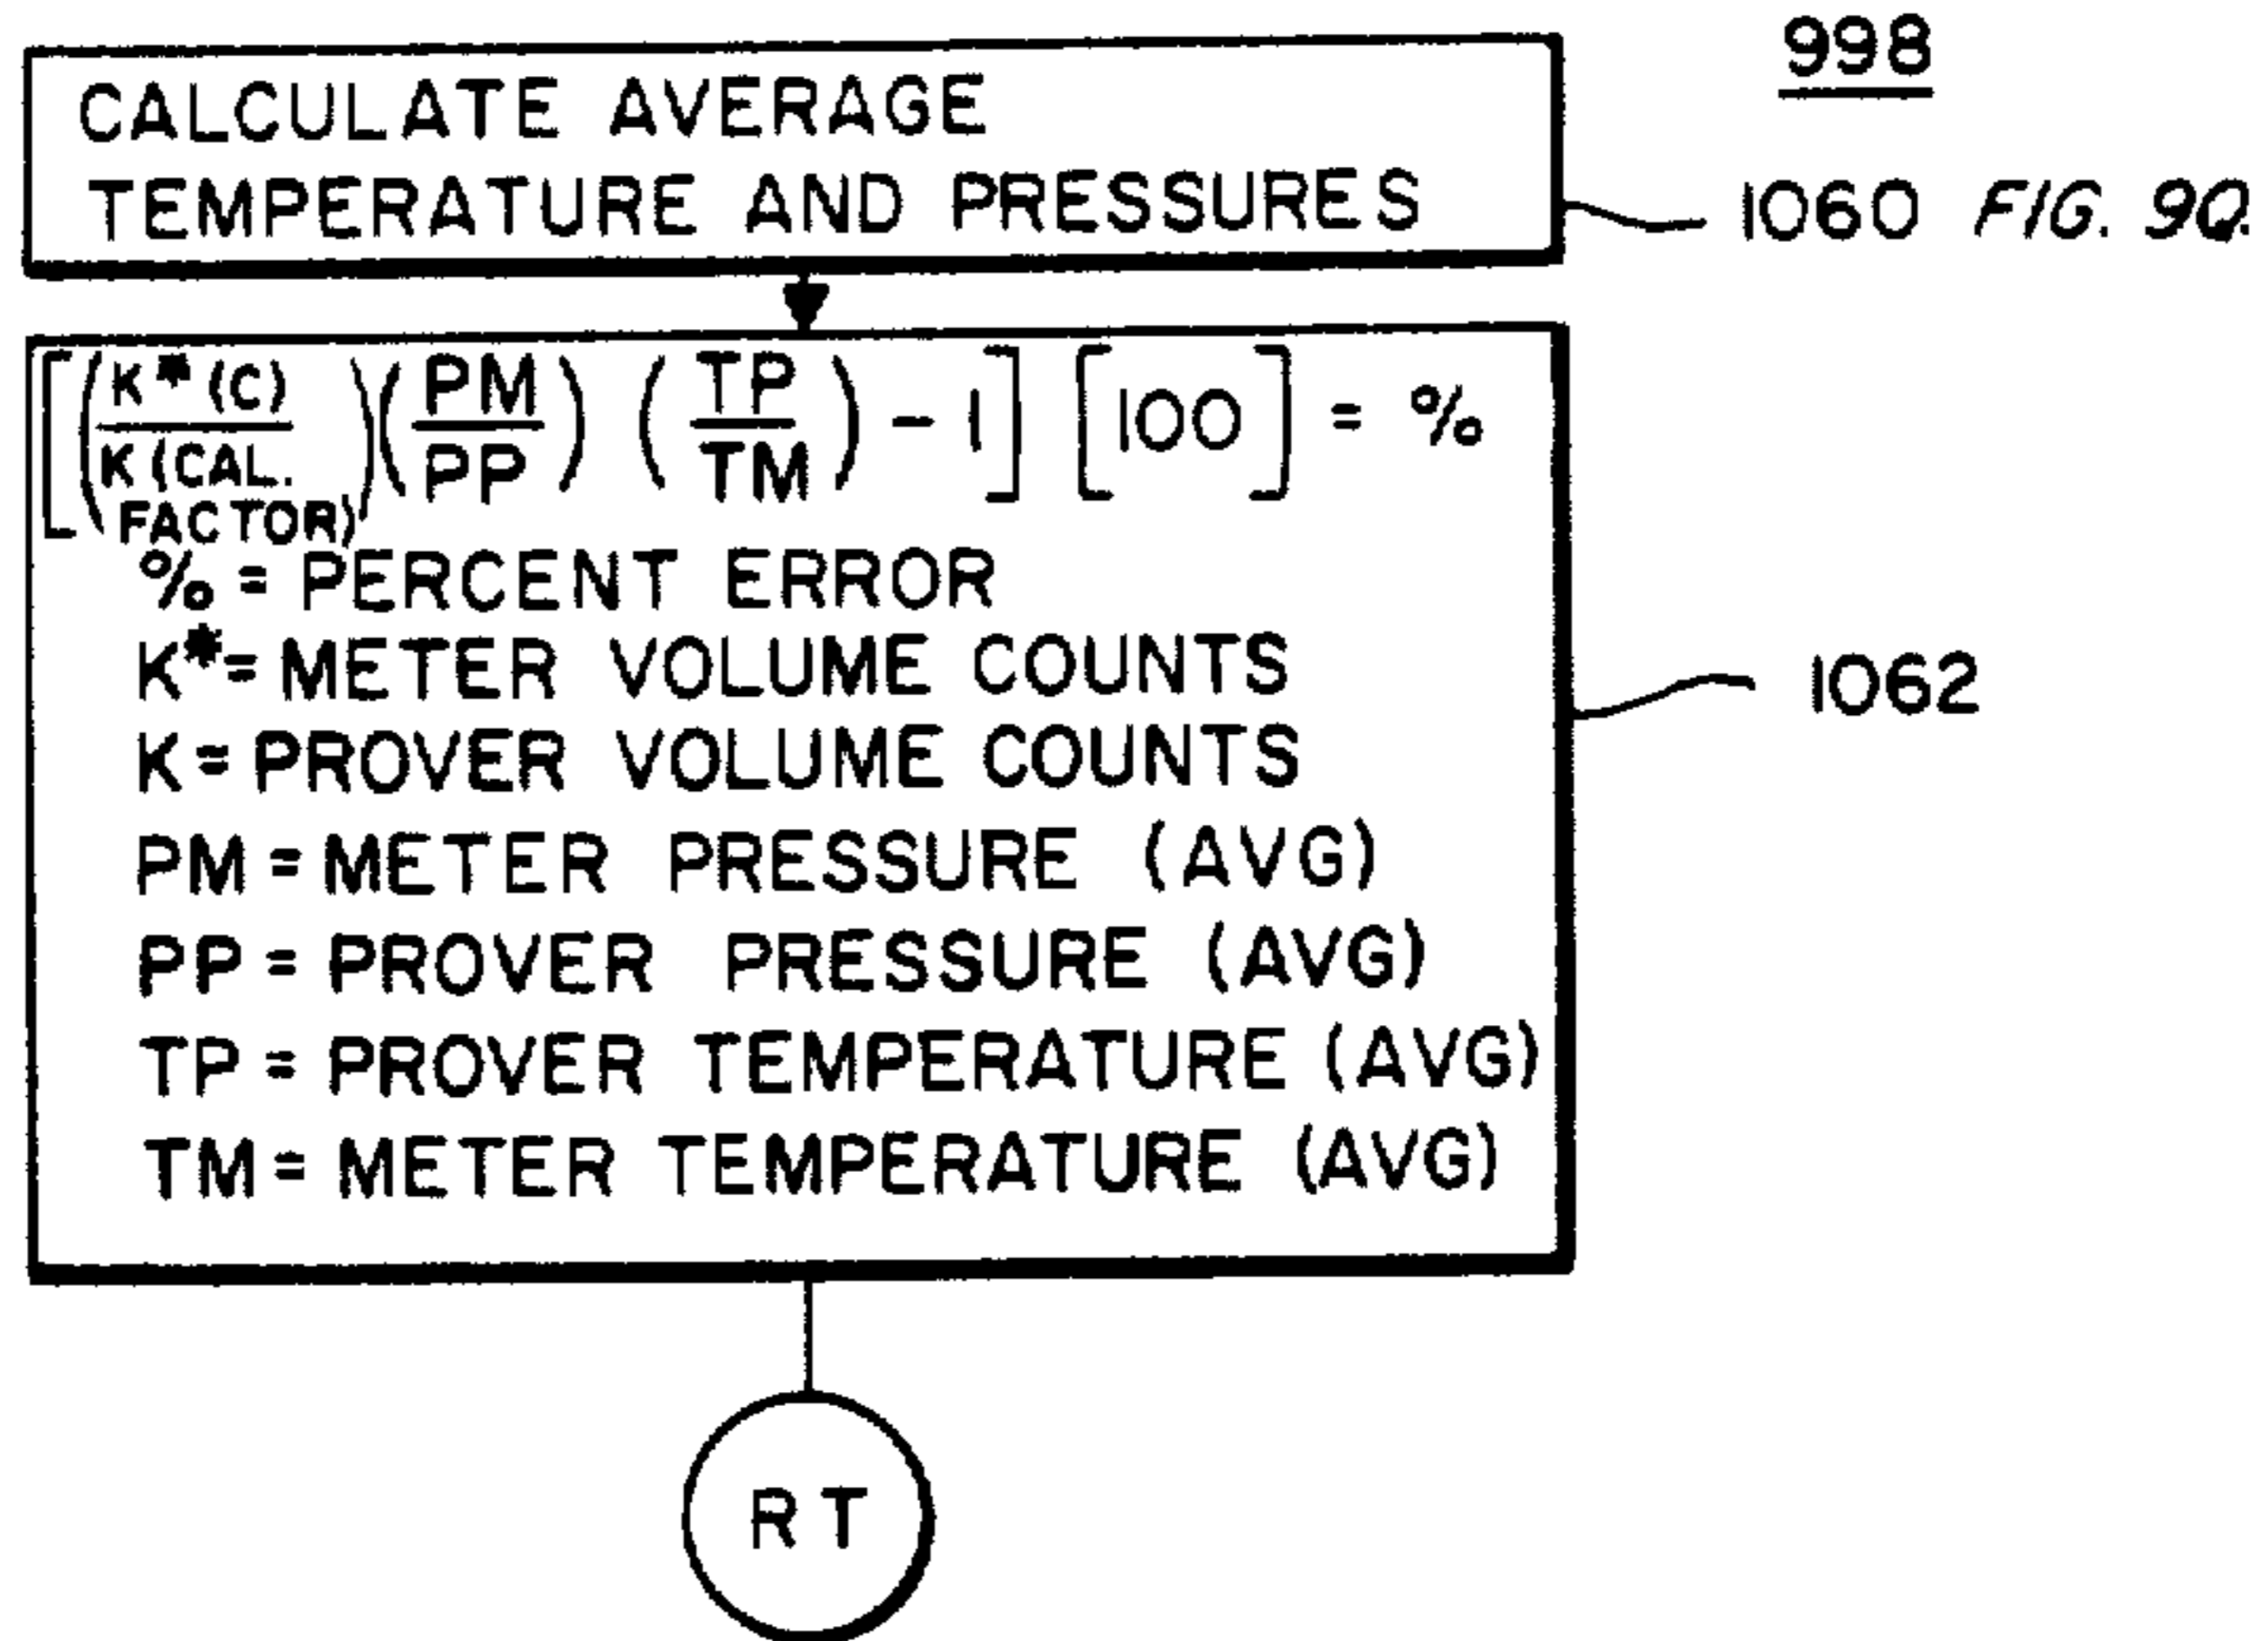 998
CALCULATE AVERAGE
TEMPERATURE AND PRESSURES
1060 FIG. 9Q.
[(K*(C) / K(CAL. FACTOR))(PM/PP) (TP/TM) - 1] [100] = %
% = PERCENT ERROR
K*= METER VOLUME COUNTS
K = PROVER VOLUME COUNTS
PM = METER PRESSURE (AVG)
PP = PROVER PRESSURE (AVG)
TP = PROVER TEMPERATURE (AVG)
TM = METER TEMPERATURE (AVG)
1062
RT